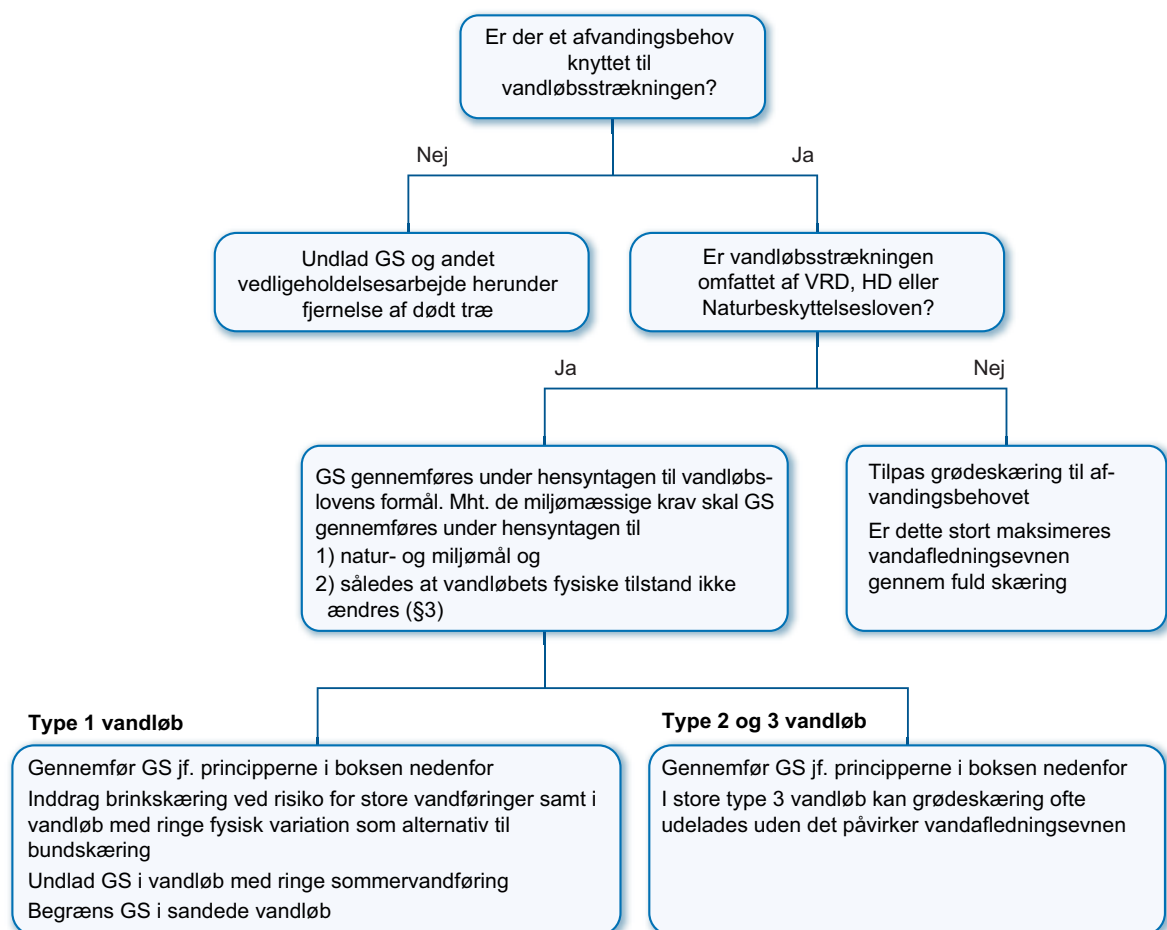 Er der et afvandingsbehov
knyttet til
vandløbsstrækningen?
Nej
Ja
Undlad GS og andet
vedligeholdelsesarbejde herunder
fjernelse af dødt træ
Er vandløbsstrækningen
omfattet af VRD, HD eller
Naturbeskyttelsesloven?
Ja
Nej
GS gennemføres under hensyntagen til vandløbs-
lovens formål. Mht. de miljømæssige krav skal GS
gennemføres under hensyntagen til
1) natur- og miljømål og
2) således at vandløbets fysiske tilstand ikke
ændres (§3)
Tilpas grødeskæring til af-
vandingsbehovet
Er dette stort maksimeres
vandafledningsevnen
gennem fuld skæring
Type 1 vandløb
Gennemfør GS jf. principperne i boksen nedenfor
Inddrag brinkskæring ved risiko for store vandføringer samt i
vandløb med ringe fysisk variation som alternativ til
bundskæring
Undlad GS i vandløb med ringe sommervandføring
Begræns GS i sandede vandløb
Type 2 og 3 vandløb
Gennemfør GS jf. principperne i boksen nedenfor
I store type 3 vandløb kan grødeskæring ofte
udelades uden det påvirker vandafledningsevnen